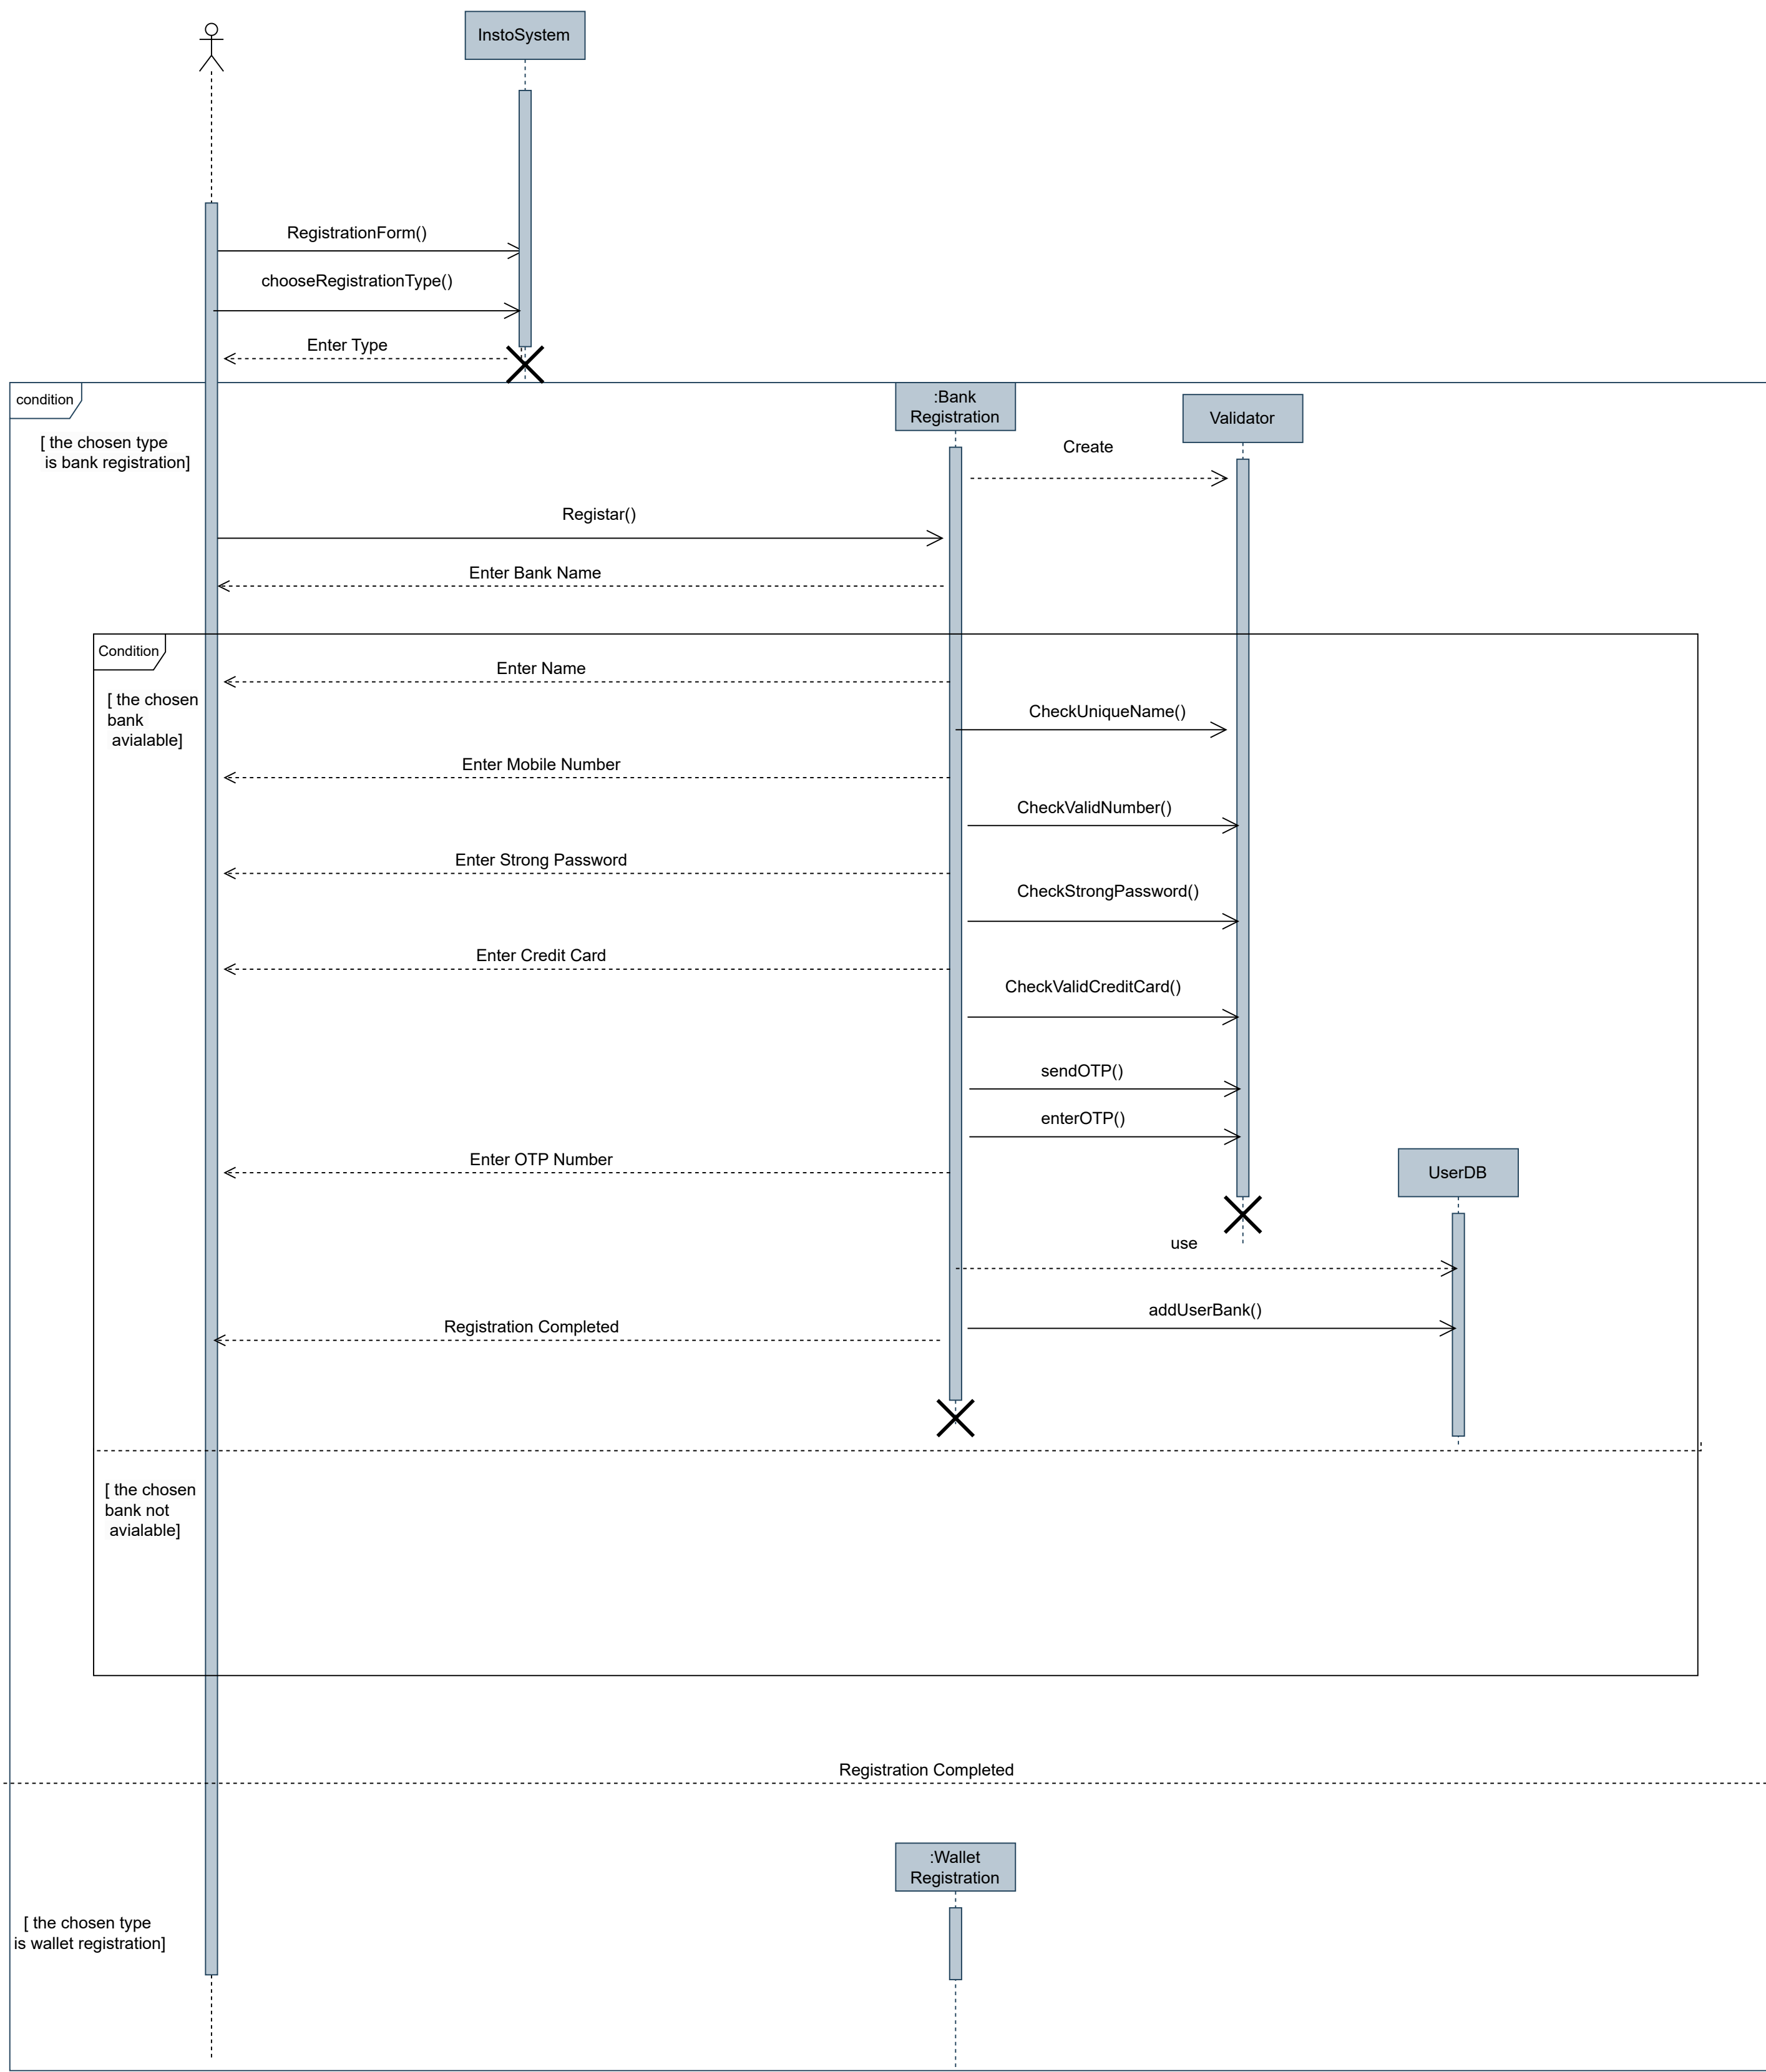 InstoSystem
RegistrationForm()
chooseRegistrationType()
Enter Type
condition
:Bank
Registration
Validator
[ the chosen type
is bank registration]
Create
Registar()
Enter Bank Name
Condition
Enter Name
[ the chosen
bank
avialable]
CheckUniqueName()
Enter Mobile Number
CheckValidNumber()
Enter Strong Password
CheckStrongPassword()
Enter Credit Card
CheckValidCreditCard()
sendOTP()
enterOTP()
Enter OTP Number
UserDB
use
addUserBank()
Registration Completed
[ the chosen
bank not
avialable]
Registration Completed
:Wallet
Registration
[ the chosen type
is wallet registration]